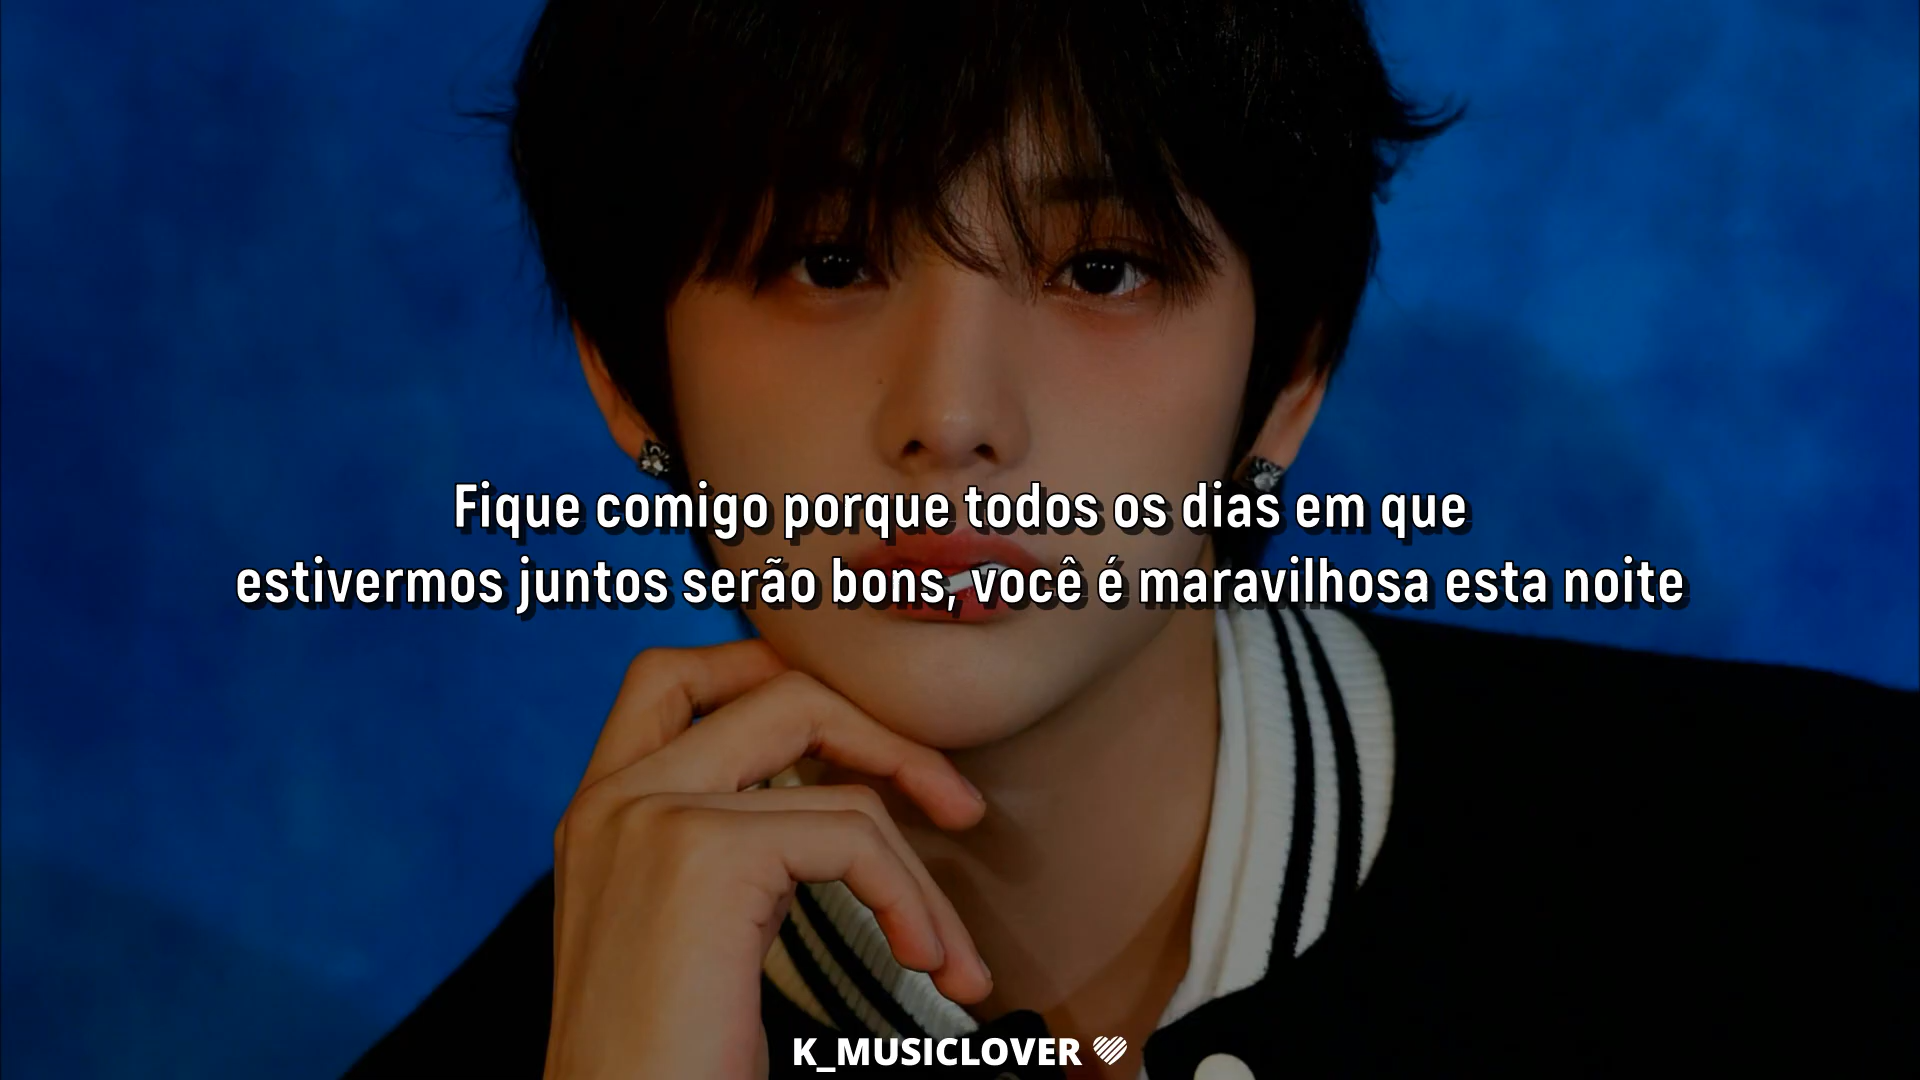 Fique comigo porque todos os dias em que
estivermos juntos serão bons, você é maravilhosa esta noite
K_MUSICLOVER